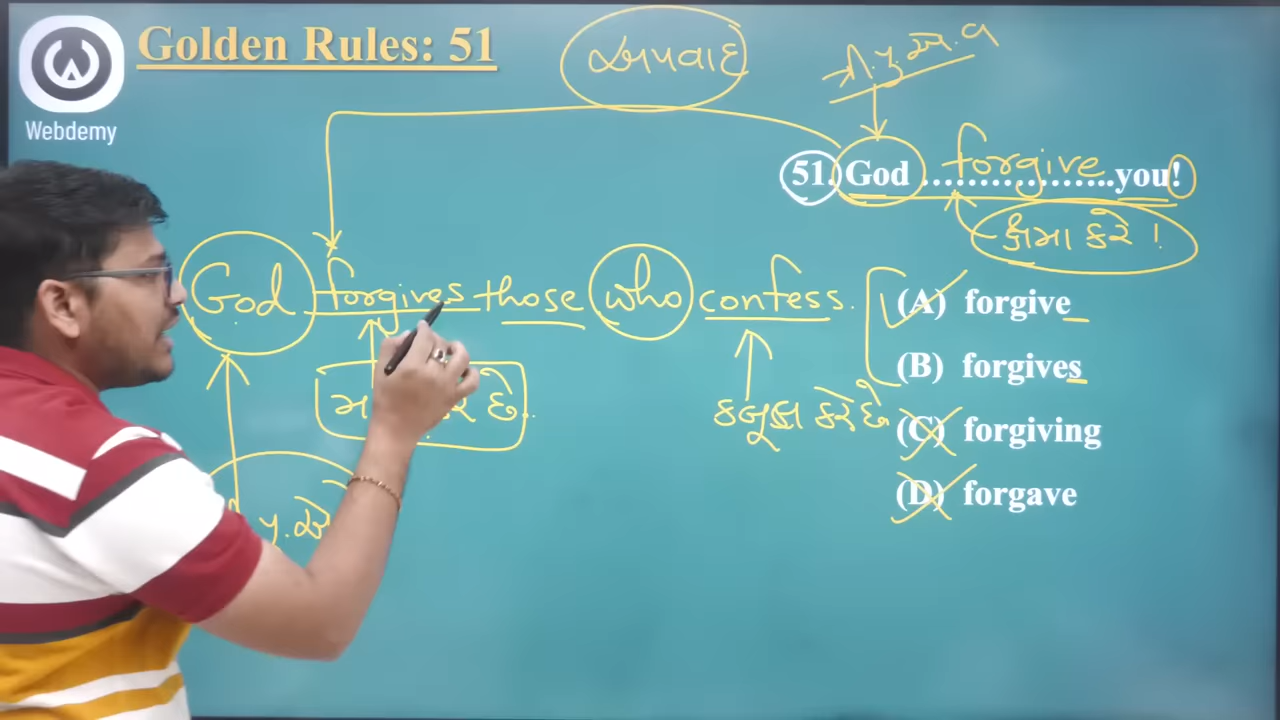 Golden Rules: 51
Webdemy
અપવાદ
ત્રી.પુ.એ.વ
51. God ………………..you!
forgive
ક્ષમા કરે !
God forgives those who confess.
(A) forgive
(B) forgives
(C) forgiving
(D) forgave
કબૂલ કરે છે
છે.
પુ.એ